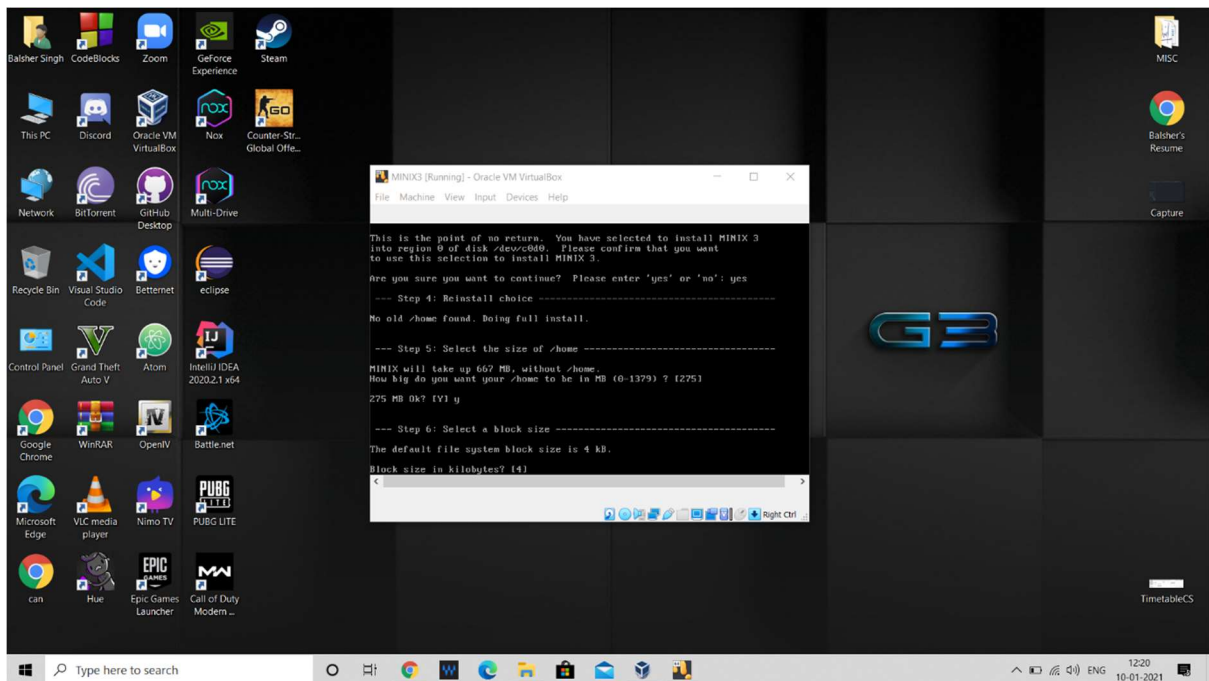 Balsher Singh
CodeBlocks
Zoom
GeForce
Experience
Steam
This PC
Discord
Oracle VM
VirtualBox
Nox
Counter-Str...
Global Offe...
Network
BitTorrent
GitHub
Desktop
Multi-Drive
Recycle Bin
Visual Studio
Code
Betternet
eclipse
Control Panel
Grand Theft
Auto V
Atom
IntelliJ IDEA
2020.2.1 x64
Google
Chrome
WinRAR
OpenIV
Battle.net
Microsoft
Edge
VLC media
player
Nimo TV
PUBG LITE
can
Hue
Epic Games
Launcher
Call of Duty
Modern ...
MINIX3 [Running] - Oracle VM VirtualBox
File Machine View Input Devices Help
This is the point of no return. You have selected to install MINIX 3
into region 0 of disk /dev/c0d0. Please confirm that you want
to use this selection to install MINIX 3.
Are you sure you want to continue? Please enter 'yes' or 'no': yes
--- Step 4: Reinstall choice -----------------------------------------
No old /home found. Doing full install.
--- Step 5: Select the size of /home ---------------------------------
MINIX will take up 667 MB, without /home.
How big do you want your /home to be in MB (0-1379) ? [275]
275 MB Ok? [Y] y
--- Step 6: Select a block size --------------------------------------
The default file system block size is 4 kB.
Block size in kilobytes? [4]
Right Ctrl
G3
MISC
Balsher's
Resume
Capture
TimetableCS
Type here to search
ENG
12:20
10-01-2021